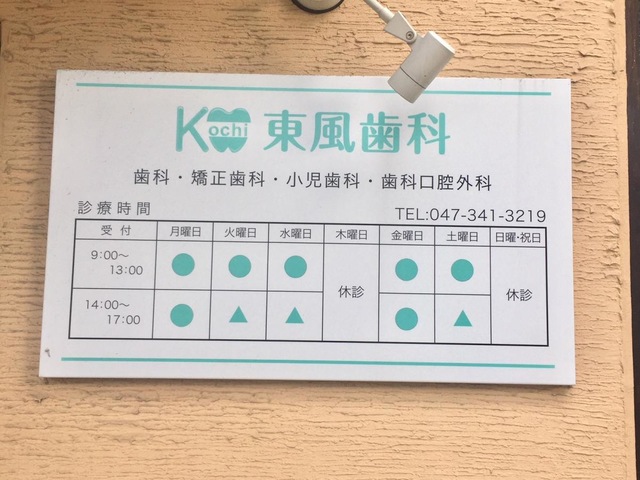 Kochi 東風歯科
歯科・矯正歯科・小児歯科・歯科口腔外科
診療時間 TEL:047-341-3219
受付 月曜日 火曜日 水曜日 木曜日 金曜日 土曜日 日曜・祝日
9:00〜13:00 ● ● ● 休診 ● ● 休診
14:00〜17:00 ● ▲ ▲ ● ▲